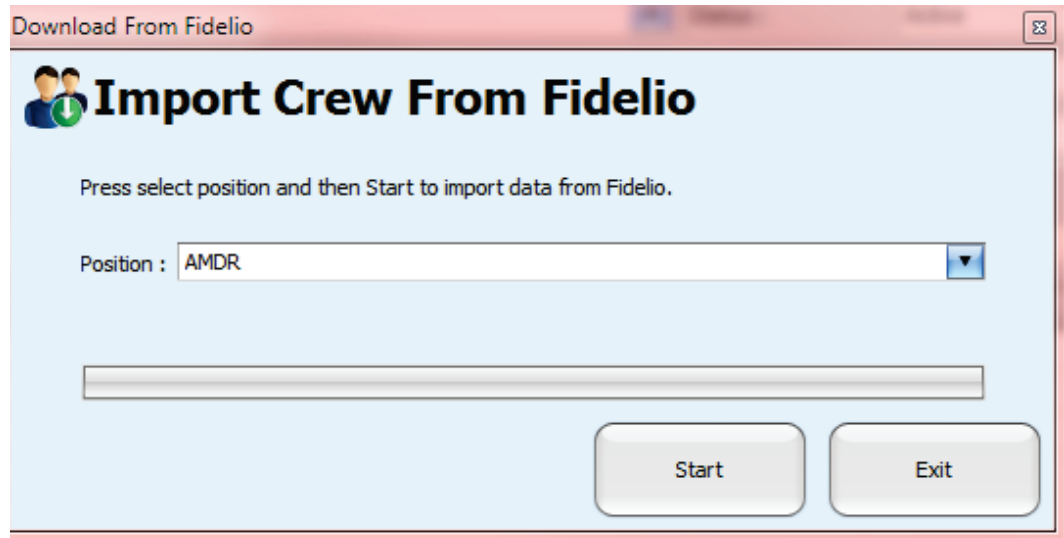 Download From Fidelio
Import Crew From Fidelio
Press select position and then Start to import data from Fidelio.
Position : AMDR
Start Exit